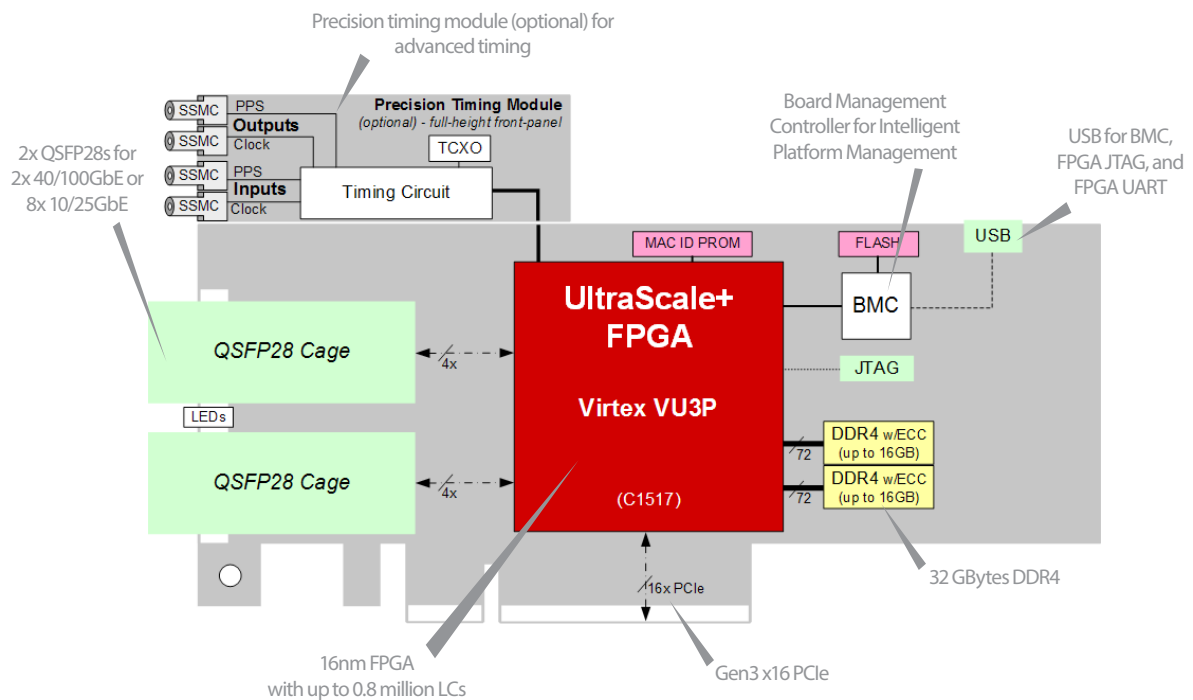 Precision timing module (optional) for
advanced timing
SSMC
PPS
Outputs
SSMC
Clock
SSMC
PPS
Inputs
SSMC
Clock
Precision Timing Module
(optional) - full-height front-panel
TCXO
Timing Circuit
2x QSFP28s for
2x 40/100GbE or
8x 10/25GbE
Board Management
Controller for Intelligent
Platform Management
USB for BMC,
FPGA JTAG, and
FPGA UART
USB
MAC ID PROM
FLASH
BMC
JTAG
UltraScale+
FPGA
Virtex VU3P
(C1517)
QSFP28 Cage
4x
LEDs
QSFP28 Cage
4x
72
DDR4 w/ECC
(up to 16GB)
72
DDR4 w/ECC
(up to 16GB)
32 GBytes DDR4
16x PCIe
Gen3 x16 PCIe
16nm FPGA
with up to 0.8 million LCs